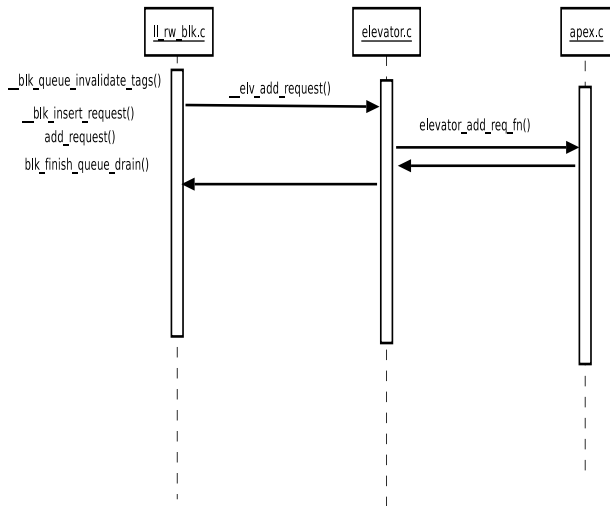 ll_rw_blk.c
elevator.c
apex.c
__blk_queue_invalidate_tags()
__elv_add_request()
__blk_insert_request()
elevator_add_req_fn()
add_request()
blk_finish_queue_drain()